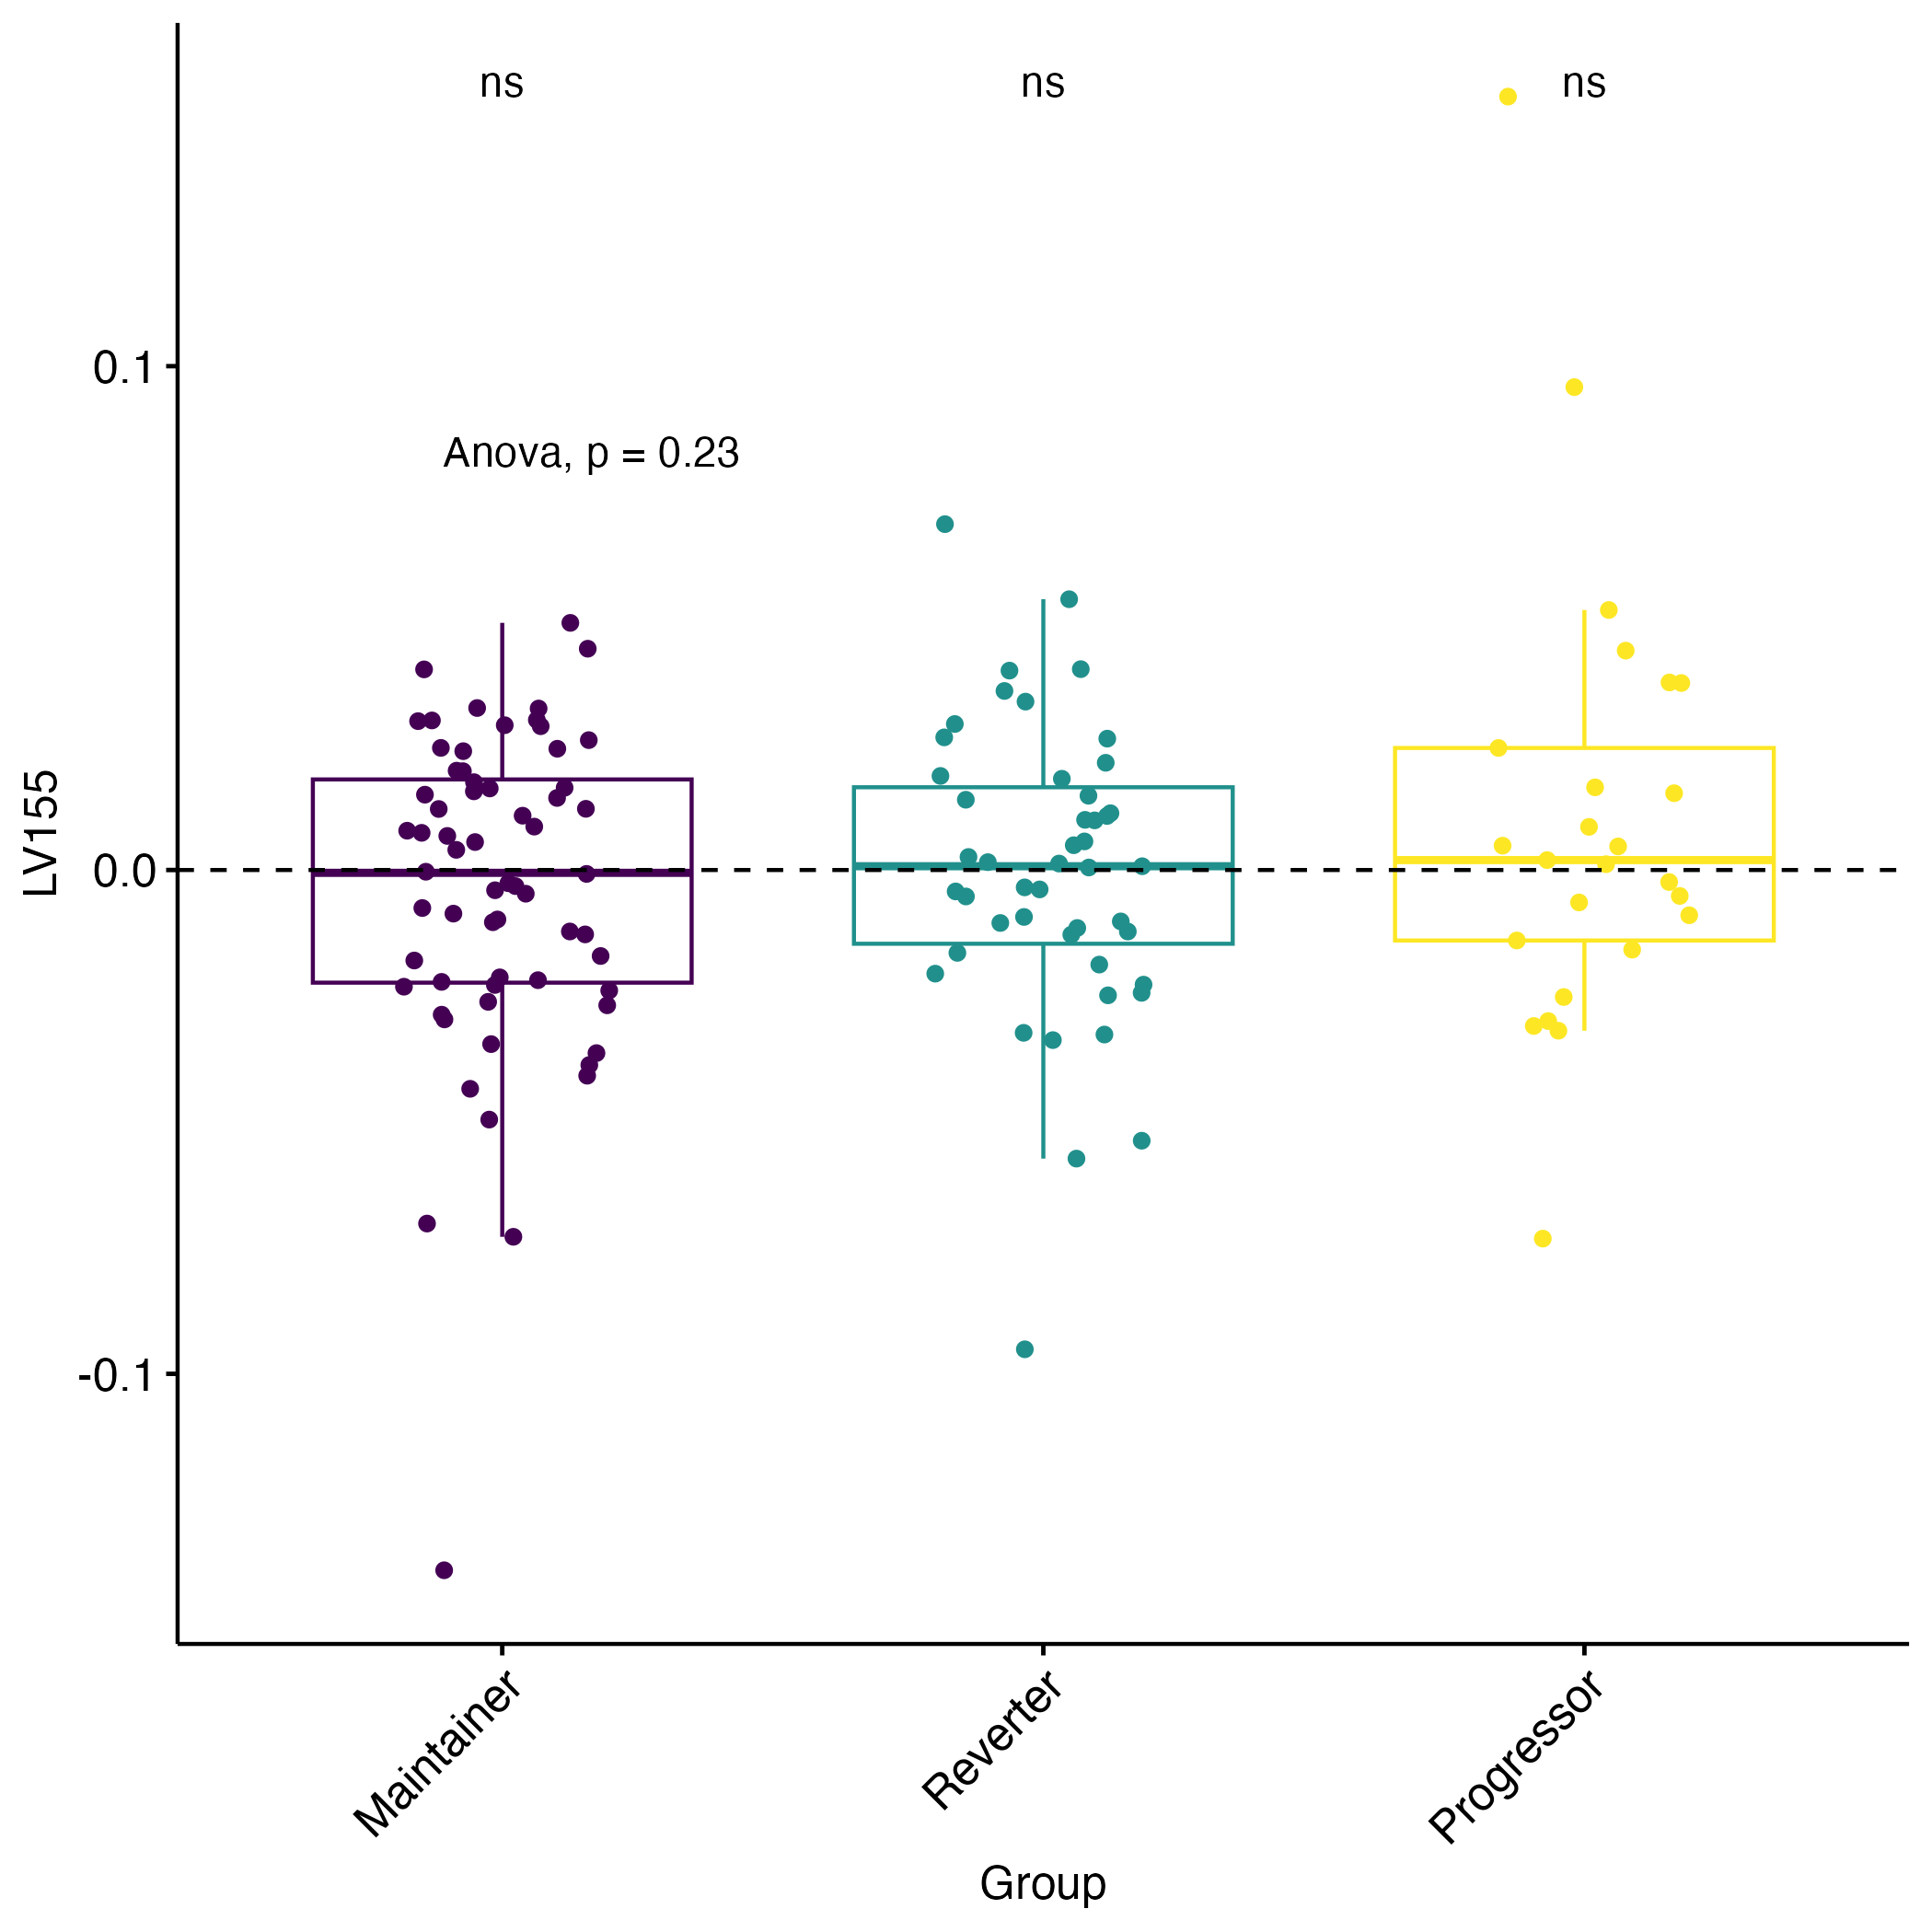 ns ns ns
0.1
Anova, p = 0.23
LV155
0.0
-0.1
Maintainer Reverter Progressor
Group